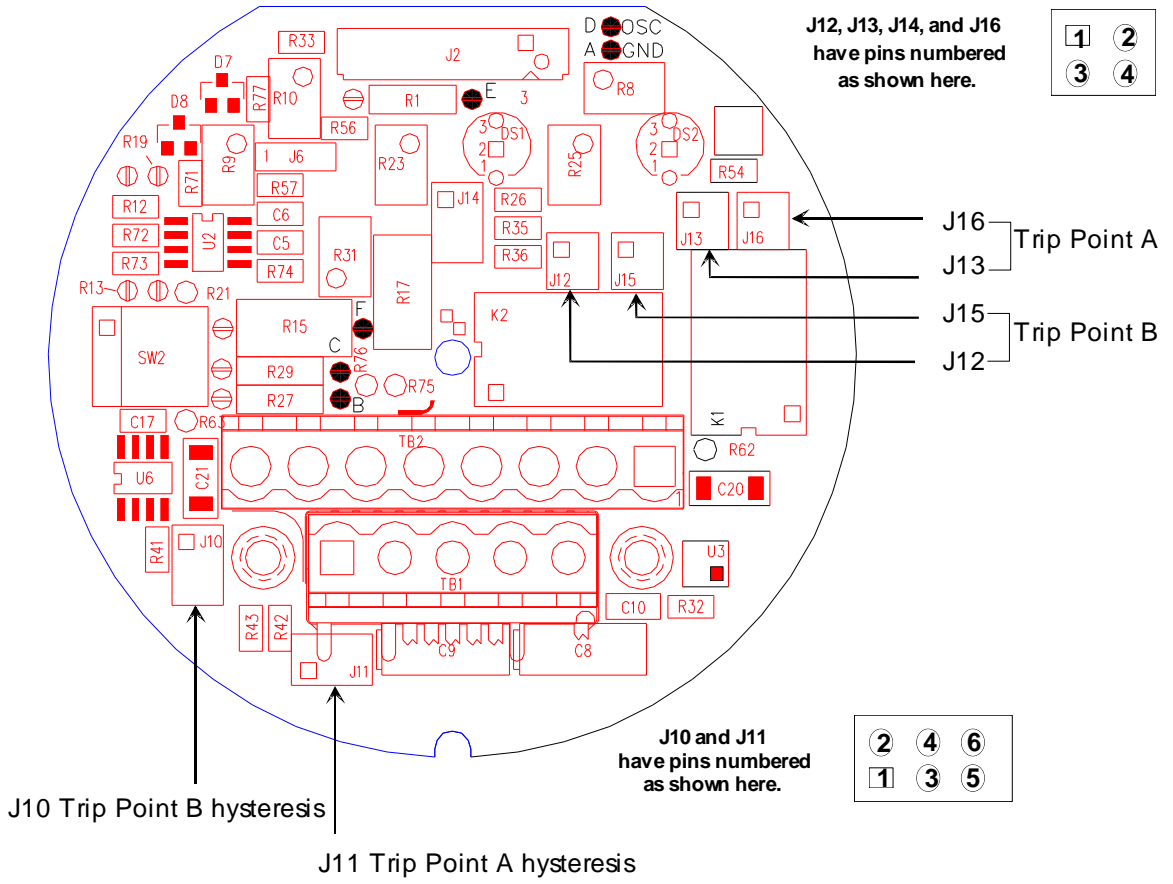 J12, J13, J14, and J16
have pins numbered
as shown here.
1 2
3 4
D OSC
A GND
R33
J2
D7
R77
R10
R1
E
3
R8
D8
R56
3
DS1
2
1
3
DS2
2
1
R19
R9
1 J6
R23
R25
R54
R71
R57
J14
R26
J13
J16
R12
C6
R35
R72
U2
C5
R31
R36
R73
R74
R17
J12
J15
R13
R21
J16
J13
Trip Point A
J15
J12
Trip Point B
SW2
R15
F
K2
C
R76
R29
R75
R27
B
K1
C17
R63
TB2
R62
U6
C21
1
C20
R41
J10
U3
TB1
R43
R42
C10
R32
J11
C9
C8
J10 and J11
have pins numbered
as shown here.
2 4 6
1 3 5
J10 Trip Point B hysteresis
J11 Trip Point A hysteresis